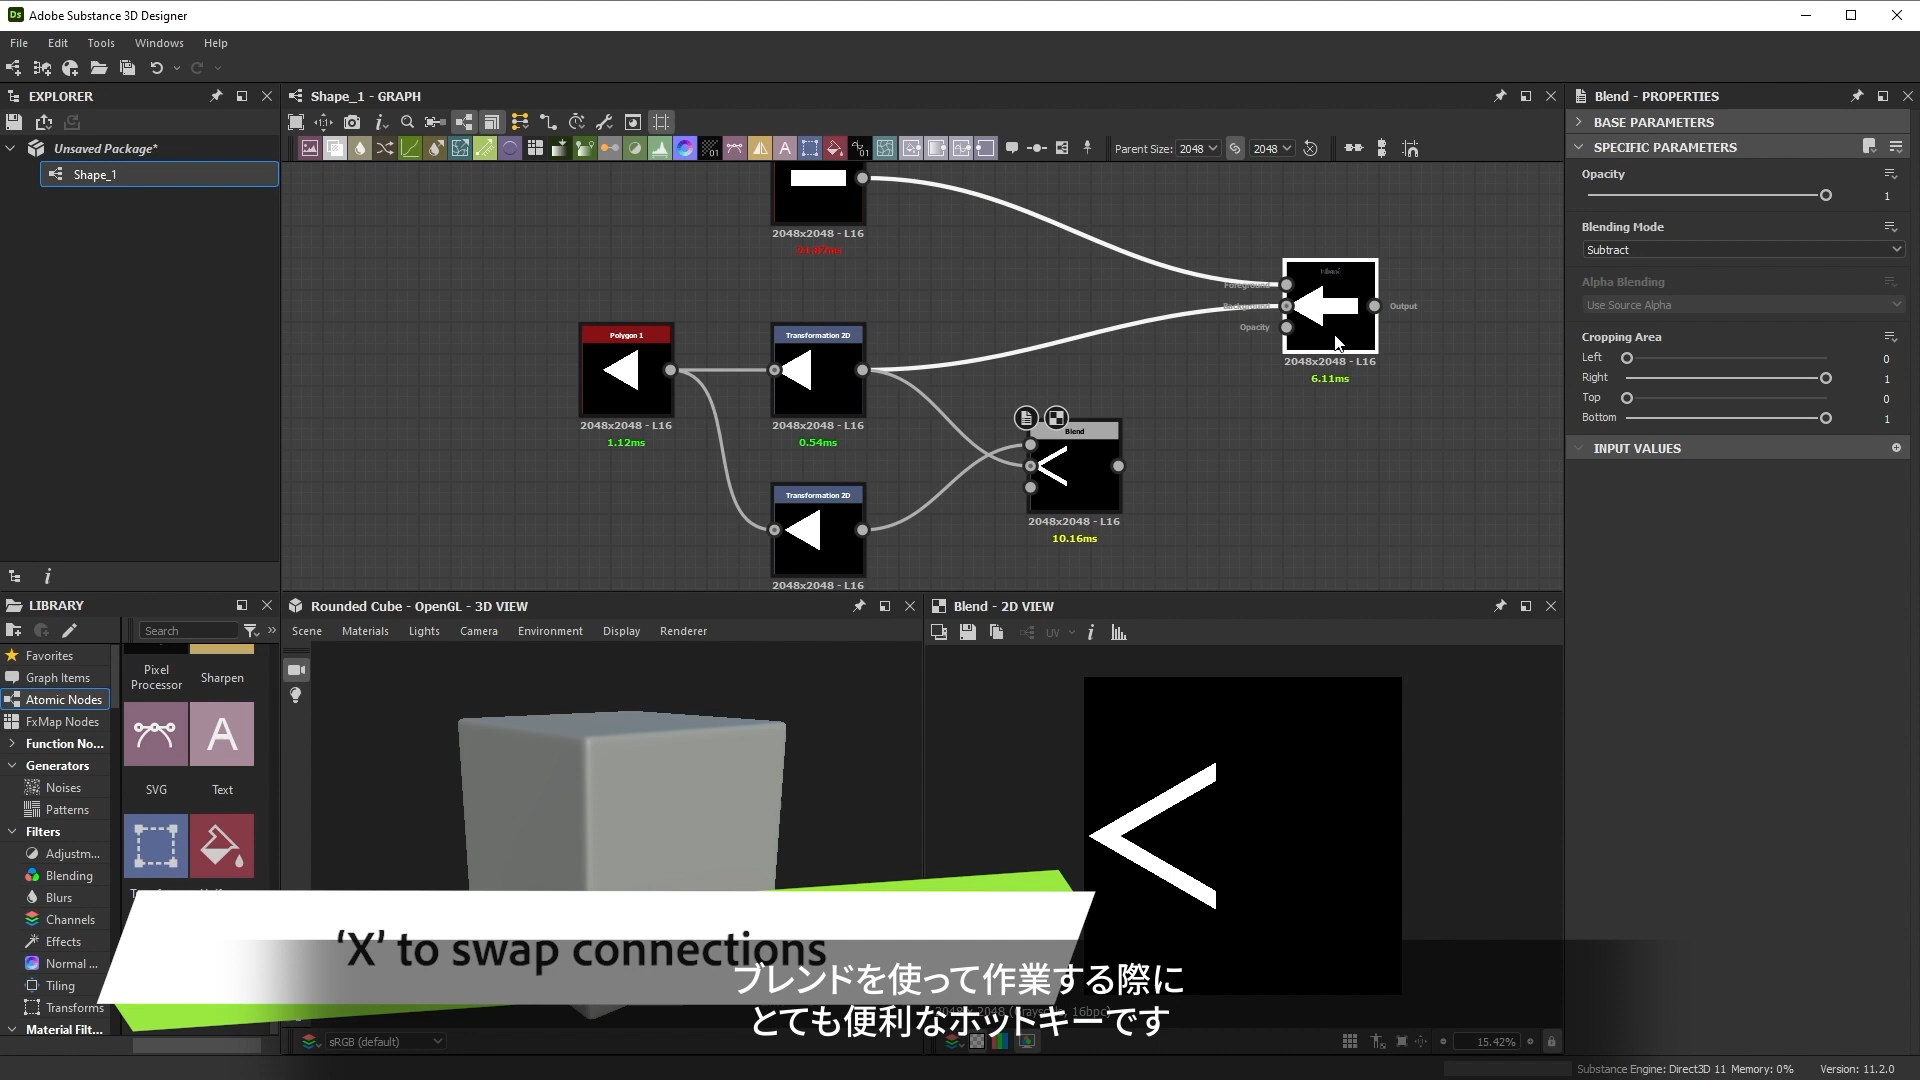 Adobe Substance 3D Designer
File Edit Tools Windows Help
EXPLORER
Unsaved Package*
Shape_1
Shape_1 - GRAPH
Parent Size: 2048 2048
2048x2048 - L16
Foreground
Background
Opacity
Output
2048x2048 - L16
6.11ms
Polygon 1
2048x2048 - L16
1.12ms
Transformation 2D
2048x2048 - L16
0.54ms
Blend
2048x2048 - L16
10.16ms
Transformation 2D
2048x2048 - L16
Blend - PROPERTIES
BASE PARAMETERS
SPECIFIC PARAMETERS
Opacity
1
Blending Mode
Subtract
Alpha Blending
Use Source Alpha
Cropping Area
Left 0
Right 1
Top 0
Bottom 1
INPUT VALUES
LIBRARY
Search
Favorites
Graph Items
Atomic Nodes
FxMap Nodes
Function No...
Generators
Noises
Patterns
Filters
Adjustm...
Blending
Blurs
Channels
Effects
Normal ...
Tiling
Transforms
Material Filt...
Pixel
Processor
Sharpen
SVG
Text
Rounded Cube - OpenGL - 3D VIEW
Scene Materials Lights Camera Environment Display Renderer
sRGB (default)
Blend - 2D VIEW
UV
15.42%
‘X’ to swap connections
ブレンドを使って作業する際に
とても便利なホットキーです
Substance Engine: Direct3D 11 Memory: 0% Version: 11.2.0